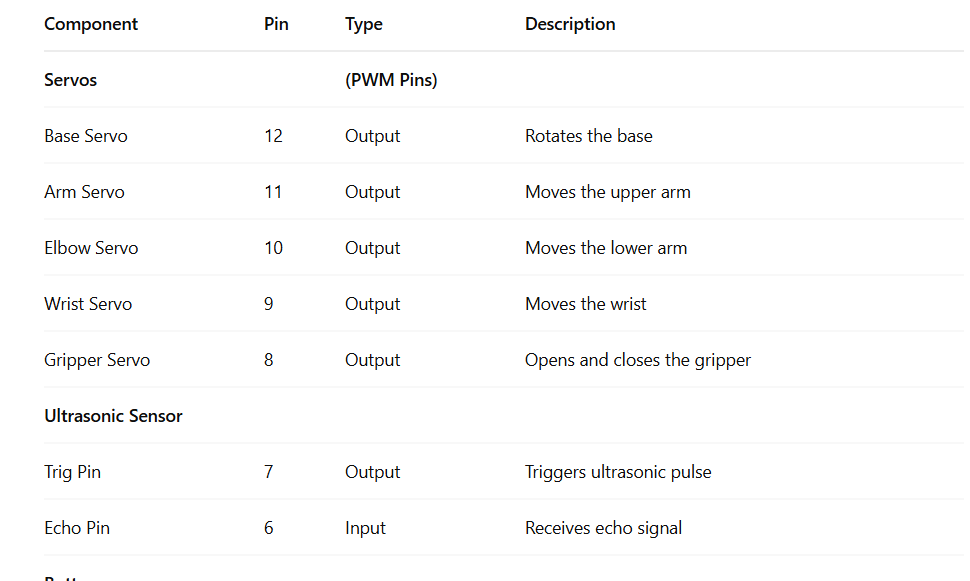 Component Pin Type Description
Servos (PWM Pins)
Base Servo 12 Output Rotates the base
Arm Servo 11 Output Moves the upper arm
Elbow Servo 10 Output Moves the lower arm
Wrist Servo 9 Output Moves the wrist
Gripper Servo 8 Output Opens and closes the gripper
Ultrasonic Sensor
Trig Pin 7 Output Triggers ultrasonic pulse
Echo Pin 6 Input Receives echo signal